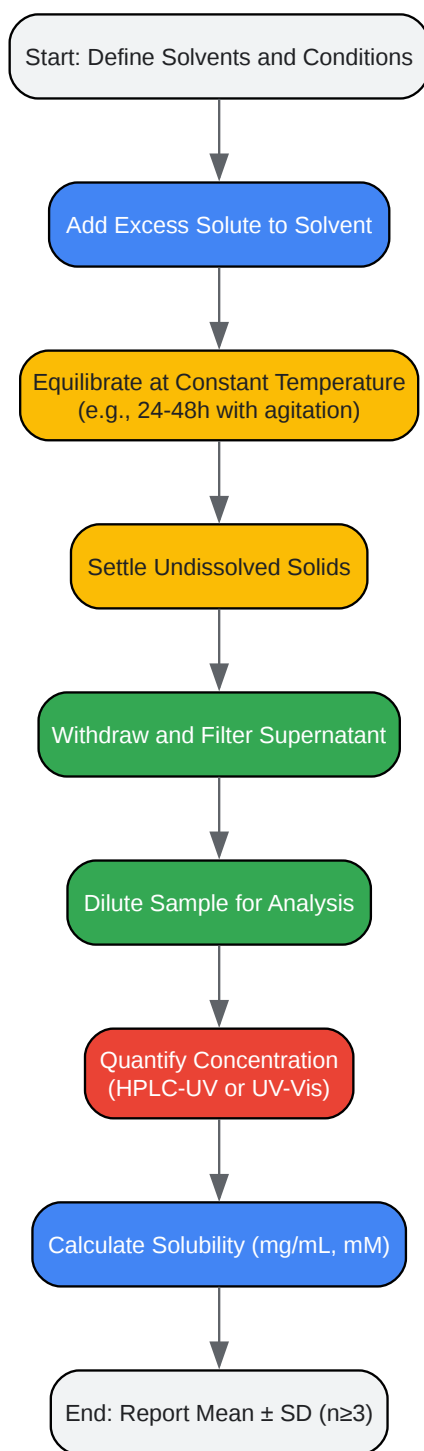 Start: Define Solvents and Conditions
Add Excess Solute to Solvent
Equilibrate at Constant Temperature
(e.g., 24-48h with agitation)
Settle Undissolved Solids
Withdraw and Filter Supernatant
Dilute Sample for Analysis
Quantify Concentration
(HPLC-UV or UV-Vis)
Calculate Solubility (mg/mL, mM)
End: Report Mean ± SD (n≥3)